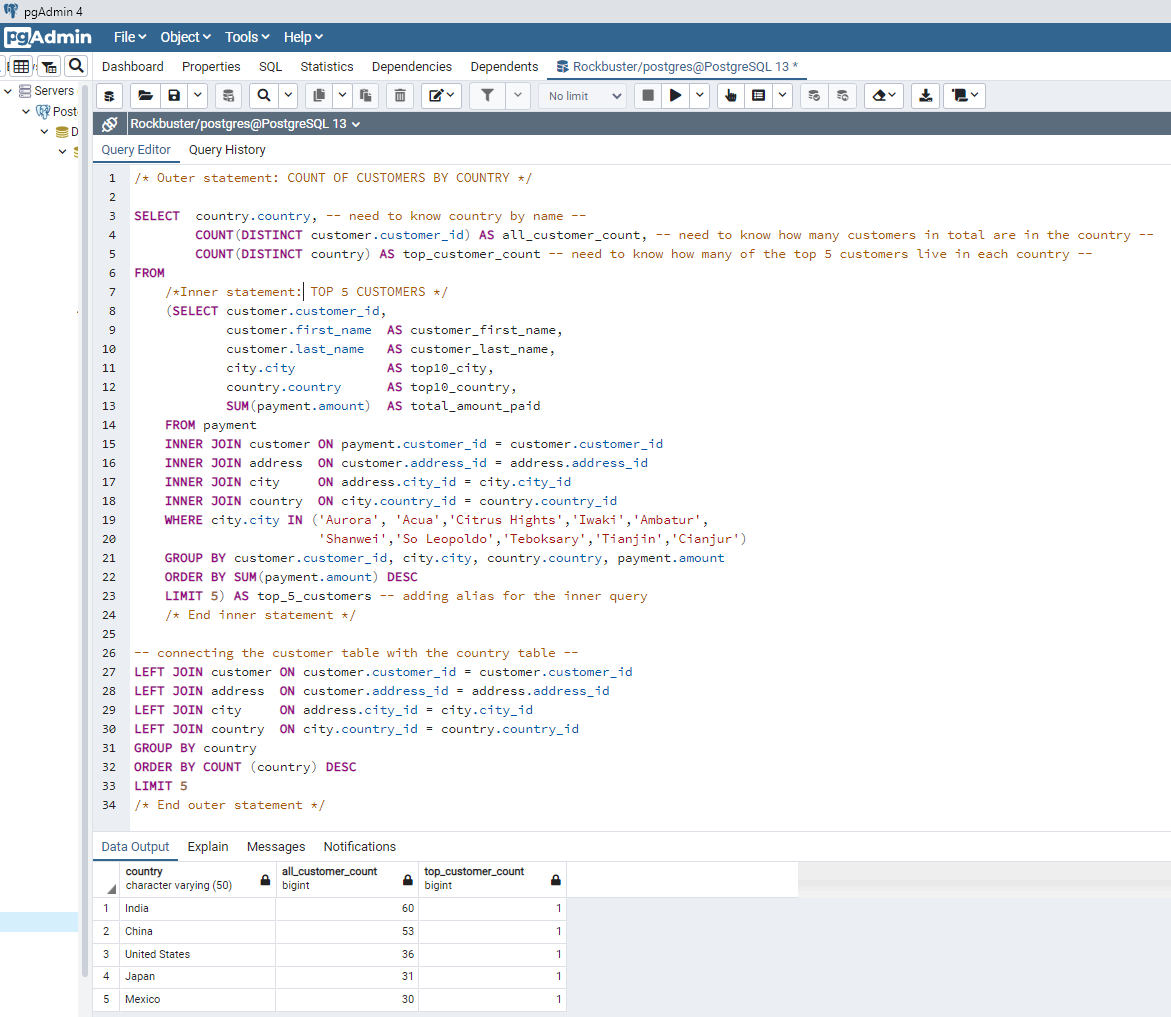 pgAdmin 4
pgAdmin File Object Tools Help
Dashboard Properties SQL Statistics Dependencies Dependents Rockbuster/postgres@PostgreSQL 13 *
Servers
No limit
Post
Rockbuster/postgres@PostgreSQL 13
D
Query Editor Query History
1 /* Outer statement: COUNT OF CUSTOMERS BY COUNTRY */
2
3 SELECT country.country, -- need to know country by name --
4 COUNT(DISTINCT customer.customer_id) AS all_customer_count, -- need to know how many customers in total are in the country --
5 COUNT(DISTINCT country) AS top_customer_count -- need to know how many of the top 5 customers live in each country --
6 FROM
7 /*Inner statement: TOP 5 CUSTOMERS */
8 (SELECT customer.customer_id,
9 customer.first_name AS customer_first_name,
10 customer.last_name AS customer_last_name,
11 city.city AS top10_city,
12 country.country AS top10_country,
13 SUM(payment.amount) AS total_amount_paid
14 FROM payment
15 INNER JOIN customer ON payment.customer_id = customer.customer_id
16 INNER JOIN address ON customer.address_id = address.address_id
17 INNER JOIN city ON address.city_id = city.city_id
18 INNER JOIN country ON city.country_id = country.country_id
19 WHERE city.city IN ('Aurora', 'Acua','Citrus Hights','Iwaki','Ambatur',
20 'Shanwei','So Leopoldo','Teboksary','Tianjin','Cianjur')
21 GROUP BY customer.customer_id, city.city, country.country, payment.amount
22 ORDER BY SUM(payment.amount) DESC
23 LIMIT 5) AS top_5_customers -- adding alias for the inner query
24 /* End inner statement */
25
26 -- connecting the customer table with the country table --
27 LEFT JOIN customer ON customer.customer_id = customer.customer_id
28 LEFT JOIN address ON customer.address_id = address.address_id
29 LEFT JOIN city ON address.city_id = city.city_id
30 LEFT JOIN country ON city.country_id = country.country_id
31 GROUP BY country
32 ORDER BY COUNT (country) DESC
33 LIMIT 5
34 /* End outer statement */
Data Output Explain Messages Notifications
country all_customer_count top_customer_count
character varying (50) bigint bigint
1 India 60 1
2 China 53 1
3 United States 36 1
4 Japan 31 1
5 Mexico 30 1